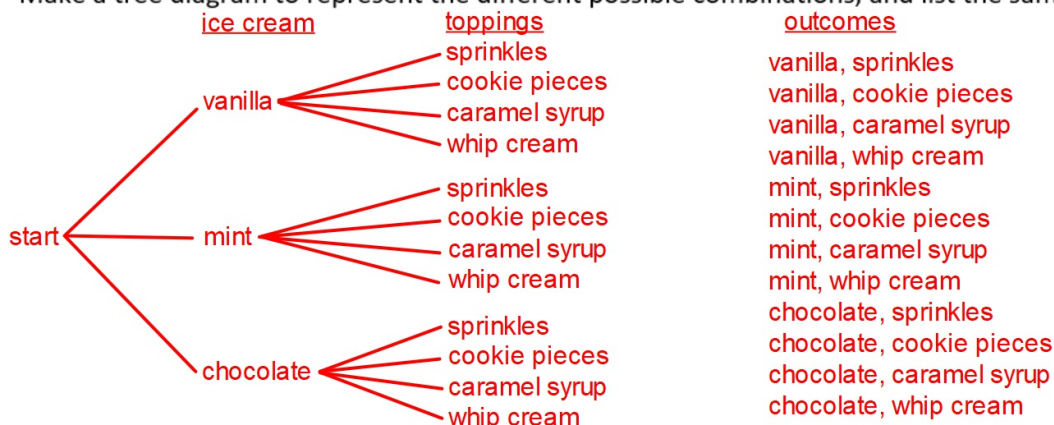 Make a tree diagram to represent the different possible combinations, and list the
ice cream toppings outcomes
sprinkles
cookie pieces
vanilla
caramel syrup
whip cream
sprinkles
cookie pieces
start mint
caramel syrup
whip cream
sprinkles
cookie pieces
chocolate
caramel syrup
whip cream
vanilla, sprinkles
vanilla, cookie pieces
vanilla, caramel syrup
vanilla, whip cream
mint, sprinkles
mint, cookie pieces
mint, caramel syrup
mint, whip cream
chocolate, sprinkles
chocolate, cookie pieces
chocolate, caramel syrup
chocolate, whip cream